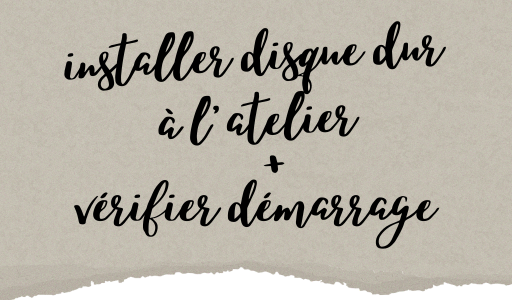 installer disque dur
à l'atelier
+
vérifier démarrage